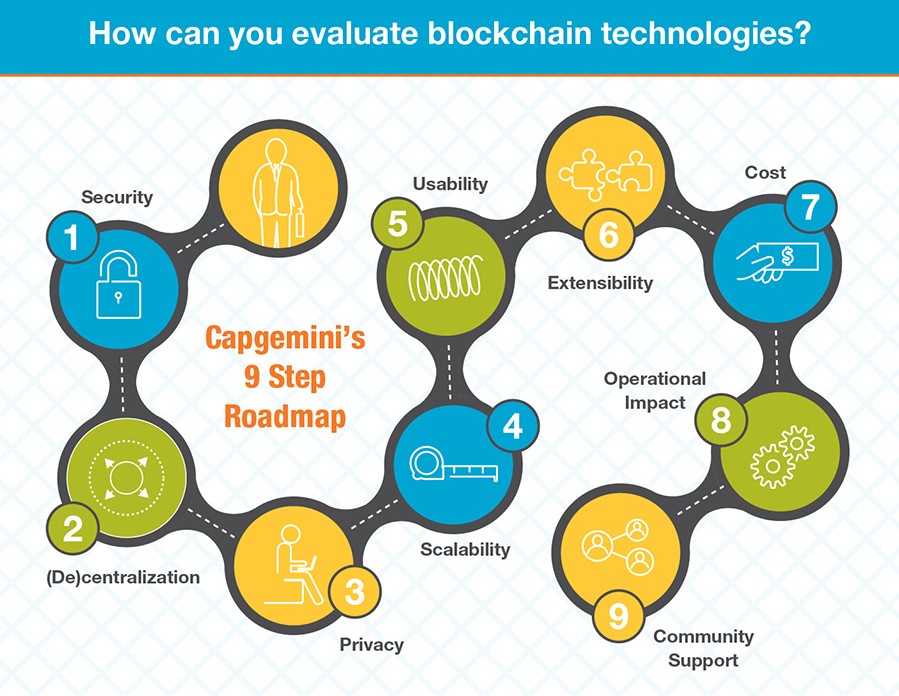 How can you evaluate blockchain technologies?
Capgemini's
9 Step
Roadmap
Security
1
2
(De)centralization
3
Privacy
4
Scalability
Usability
5
6
Extensibility
Cost
7
$
Operational
Impact
8
9
Community
Support